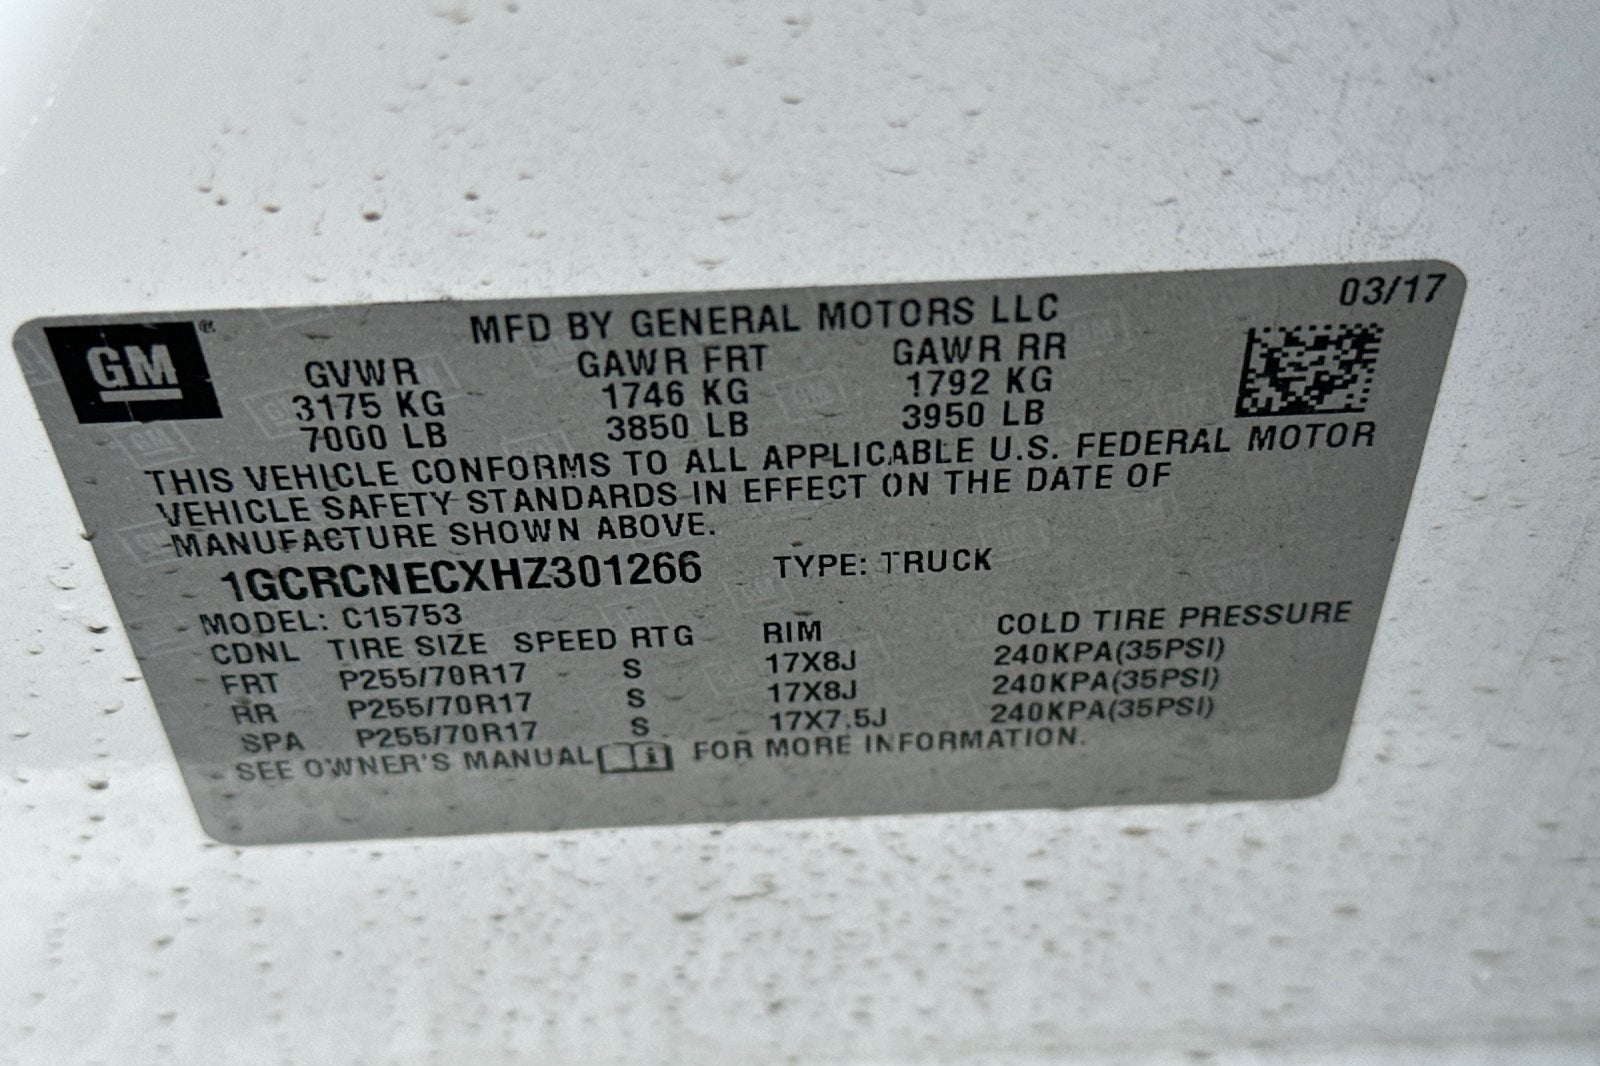 03/17
GM®
MFD BY GENERAL MOTORS LLC
GVWR GAWR FRT GAWR RR
3175 KG 1746 KG 1792 KG
7000 LB 3850 LB 3950 LB
THIS VEHICLE CONFORMS TO ALL APPLICABLE U.S. FEDERAL MOTOR
VEHICLE SAFETY STANDARDS IN EFFECT ON THE DATE OF
MANUFACTURE SHOWN ABOVE.
1GCRCNECXHZ301266 TYPE: TRUCK
MODEL: C15753
CDNL TIRE SIZE SPEED RTG RIM COLD TIRE PRESSURE
FRT P255/70R17 S 17X8J 240KPA(35PSI)
RR P255/70R17 S 17X8J 240KPA(35PSI)
SPA P255/70R17 S 17X7.5J 240KPA(35PSI)
SEE OWNER'S MANUAL FOR MORE INFORMATION.